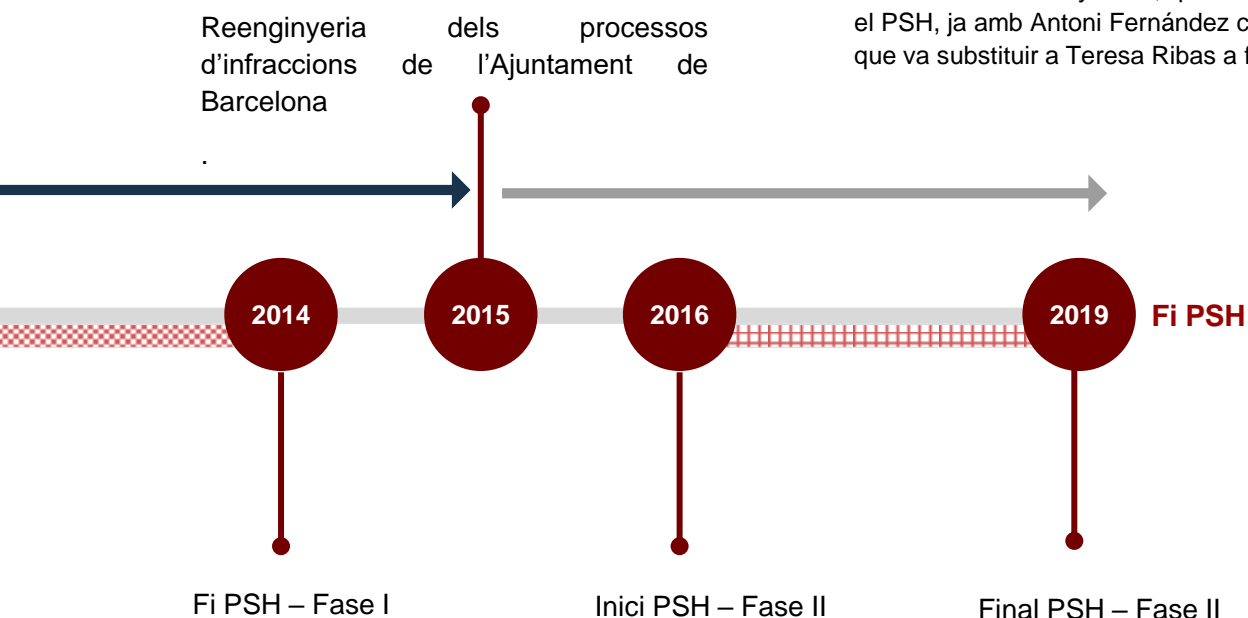 Reenginyeria dels processos
d’infraccions de l’Ajuntament de
Barcelona
.
el PSH, ja amb Antoni Fernández
que va substituir a Teresa Ribas a
2014
2015
2016
2019
Fi PSH
Fi PSH – Fase I
Inici PSH – Fase II
Final PSH – Fase II